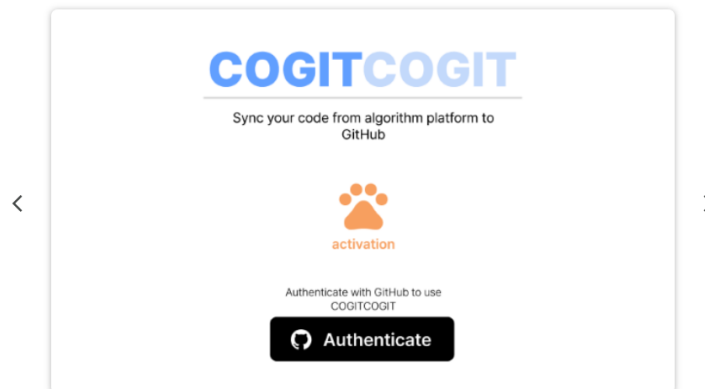 COGITCOGIT
Sync your code from algorithm platform to
GitHub
activation
Authenticate with GitHub to use
COGITCOGIT
Authenticate